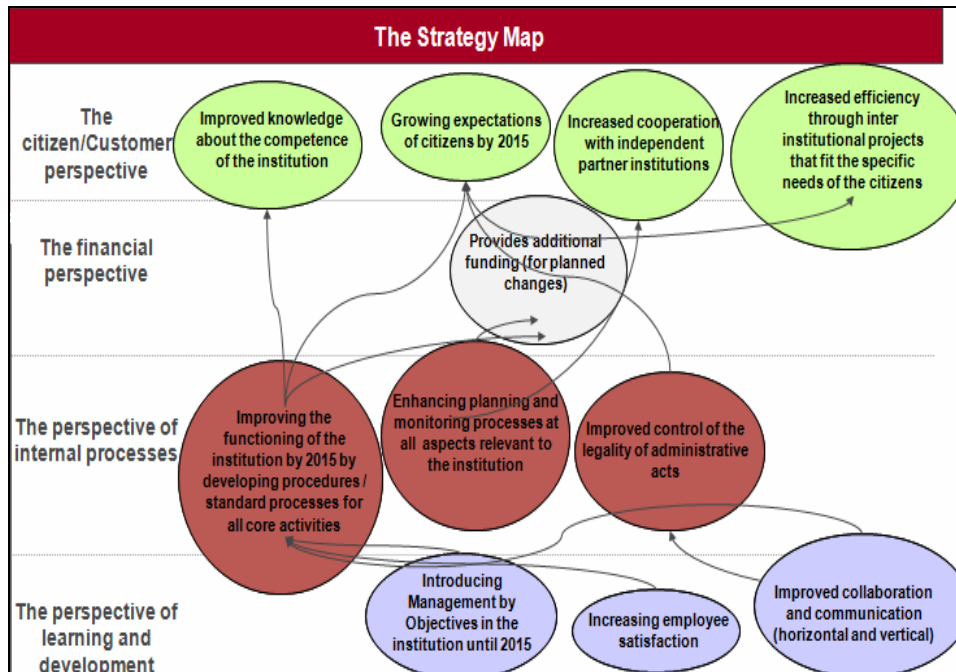 The Strategy Map
The
citizen/Customer
perspective
Improved knowledge
about the competence
of the institution
Growing expectations
of citizens by 2015
Increased cooperation
with independent
partner institutions
Increased efficiency
through inter
institutional projects
that fit the specific
needs of the citizens
The financial
perspective
Provides additional
funding (for planned
changes)
The perspective of
internal processes
Improving the
functioning of the
institution by 2015 by
developing procedures /
standard processes for
all core activities
Enhancing planning and
monitoring processes at
all aspects relevant to
the institution
Improved control of the
legality of administrative
acts
The perspective of
learning and
development
Introducing
Management by
Objectives in the
institution until 2015
Increasing employee
satisfaction
Improved collaboration
and communication
(horizontal and vertical)